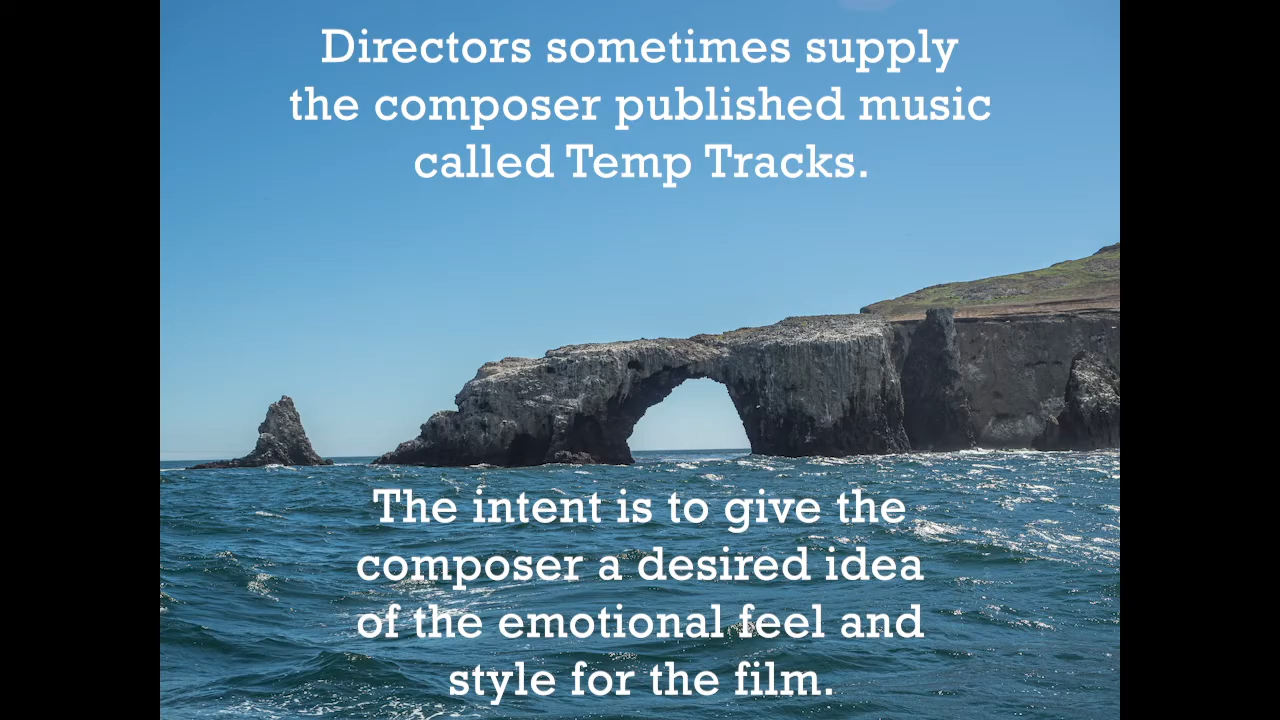 Directors sometimes supply
the composer published music
called Temp Tracks.
The intent is to give the
composer a desired idea
of the emotional feel and
style for the film.